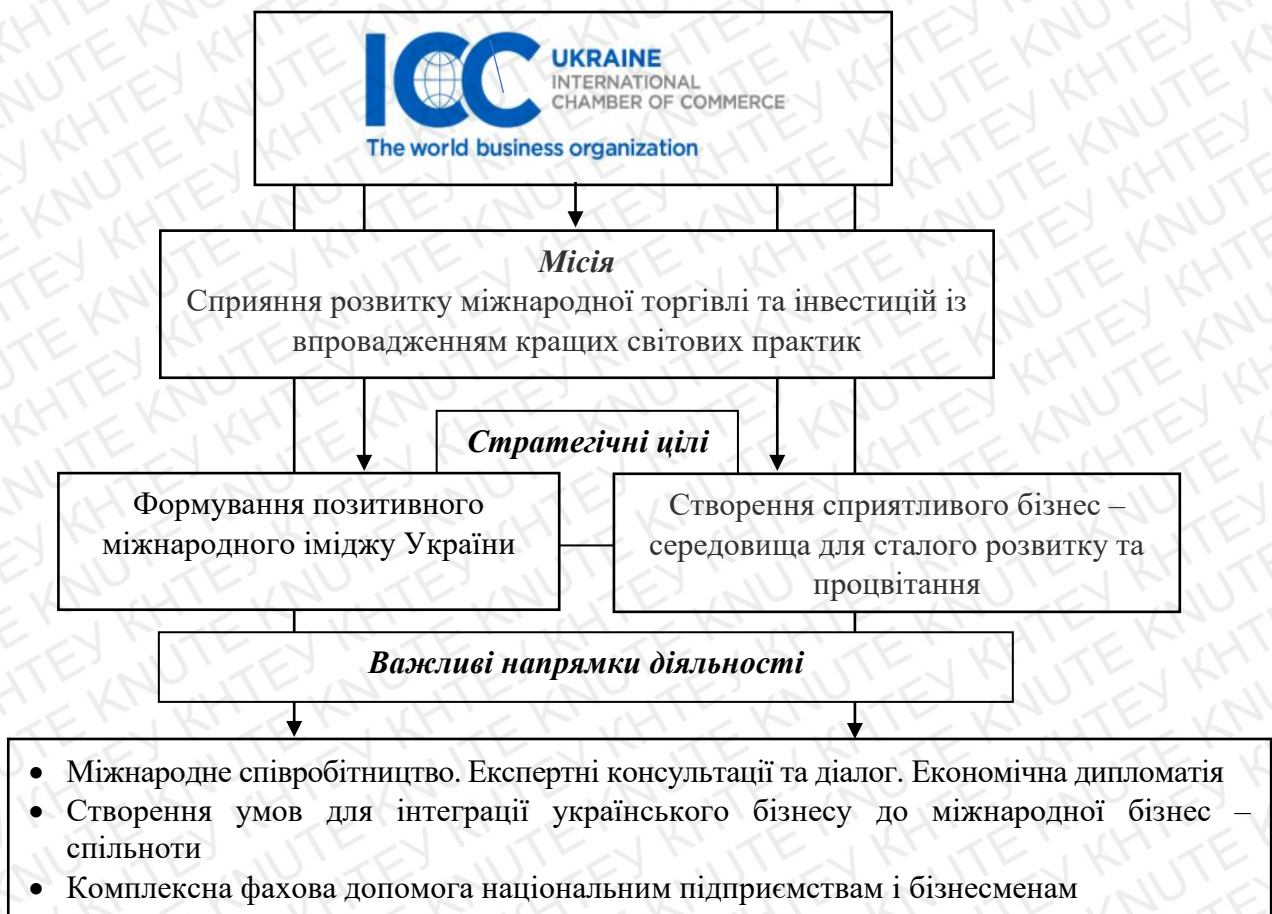 ICC UKRAINE
INTERNATIONAL
CHAMBER OF COMMERCE
The world business organization
Місія
Сприяння розвитку міжнародної торгівлі та інвестицій із
впровадженням кращих світових практик
Стратегічні цілі
Формування позитивного
міжнародного іміджу України
Створення сприятливого бізнес –
середовища для сталого розвитку та
процвітання
Важливі напрямки діяльності
• Міжнародне співробітництво. Експертні консультації та діалог. Економічна дипломатія
• Створення умов для інтеграції українського бізнесу до міжнародної бізнес –
спільноти
• Комплексна фахова допомога національним підприємствам і бізнесменам